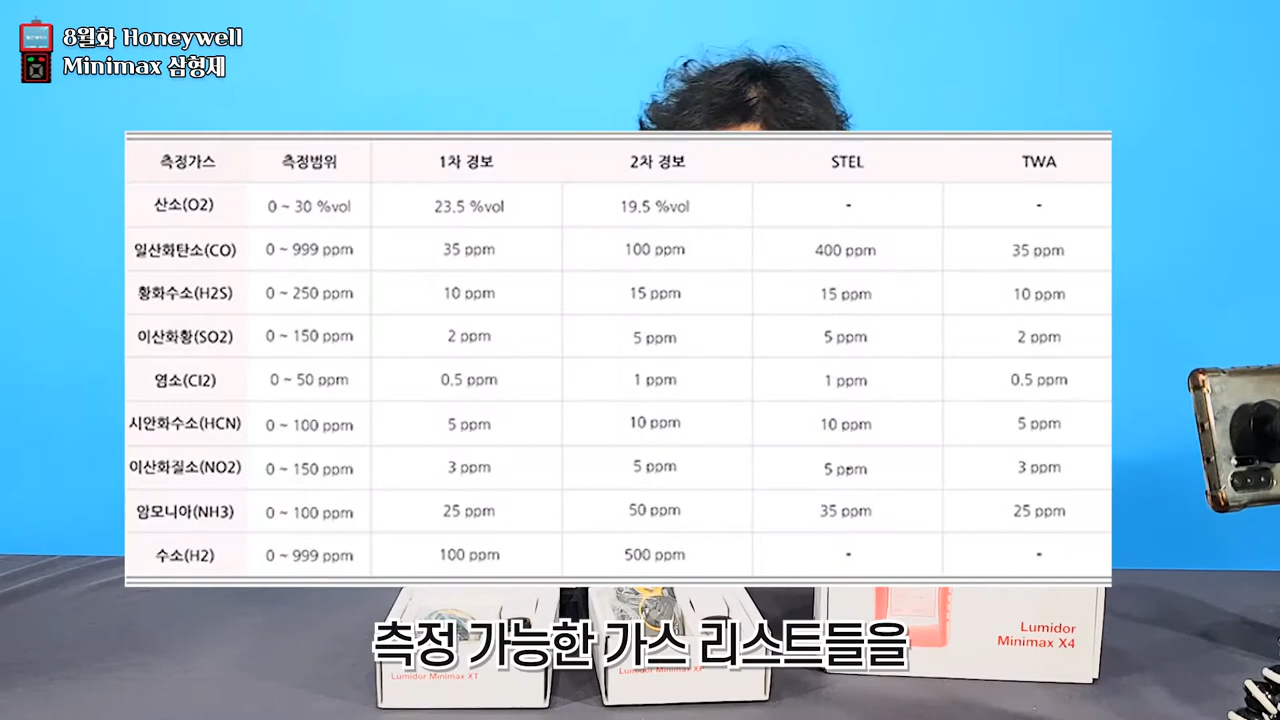 8월화 Honeywell
Minimax 삼형제
측정가스 측정범위 1차 경보 2차 경보 STEL TWA
산소(O2) 0 ~ 30 %vol 23.5 %vol 19.5 %vol - -
일산화탄소(CO) 0 ~ 999 ppm 35 ppm 100 ppm 400 ppm 35 ppm
황화수소(H2S) 0 ~ 250 ppm 10 ppm 15 ppm 15 ppm 10 ppm
이산화황(SO2) 0 ~ 150 ppm 2 ppm 5 ppm 5 ppm 2 ppm
염소(Cl2) 0 ~ 50 ppm 0.5 ppm 1 ppm 1 ppm 0.5 ppm
시안화수소(HCN) 0 ~ 100 ppm 5 ppm 10 ppm 10 ppm 5 ppm
이산화질소(NO2) 0 ~ 150 ppm 3 ppm 5 ppm 5 ppm 3 ppm
암모니아(NH3) 0 ~ 100 ppm 25 ppm 50 ppm 35 ppm 25 ppm
수소(H2) 0 ~ 999 ppm 100 ppm 500 ppm - -
측정 가능한 가스 리스트들을
Lumidor Minimax XT
Lumidor Minimax XP
Lumidor
Minimax X4